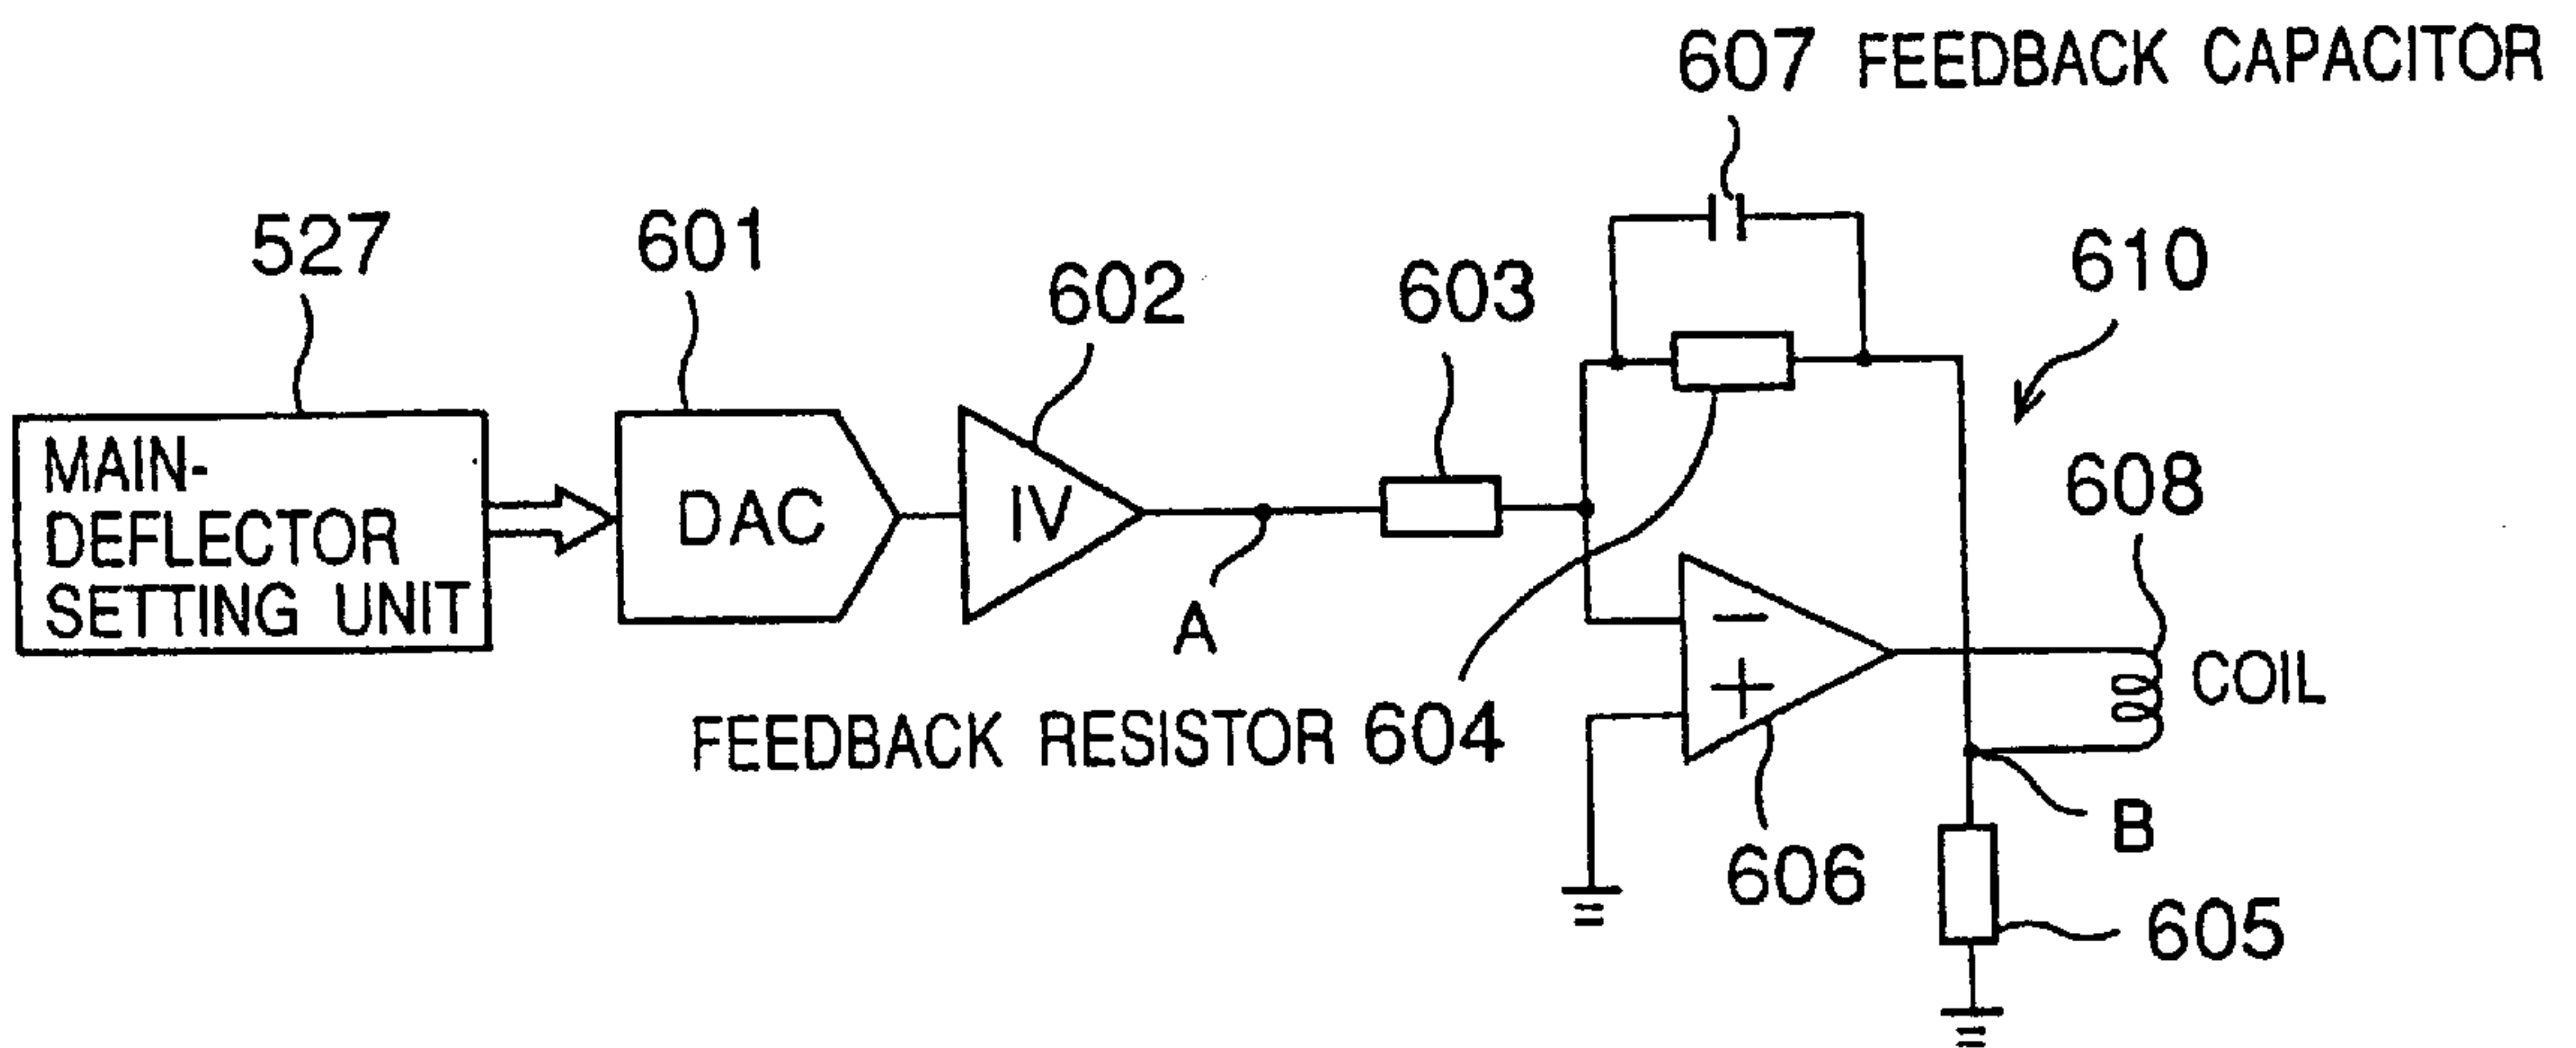 607 FEEDBACK CAPACITOR
527
601
602
603
610
MAIN-
DEFLECTOR
SETTING UNIT
DAC
IV
A
608
COIL
FEEDBACK RESISTOR 604
B
606
605